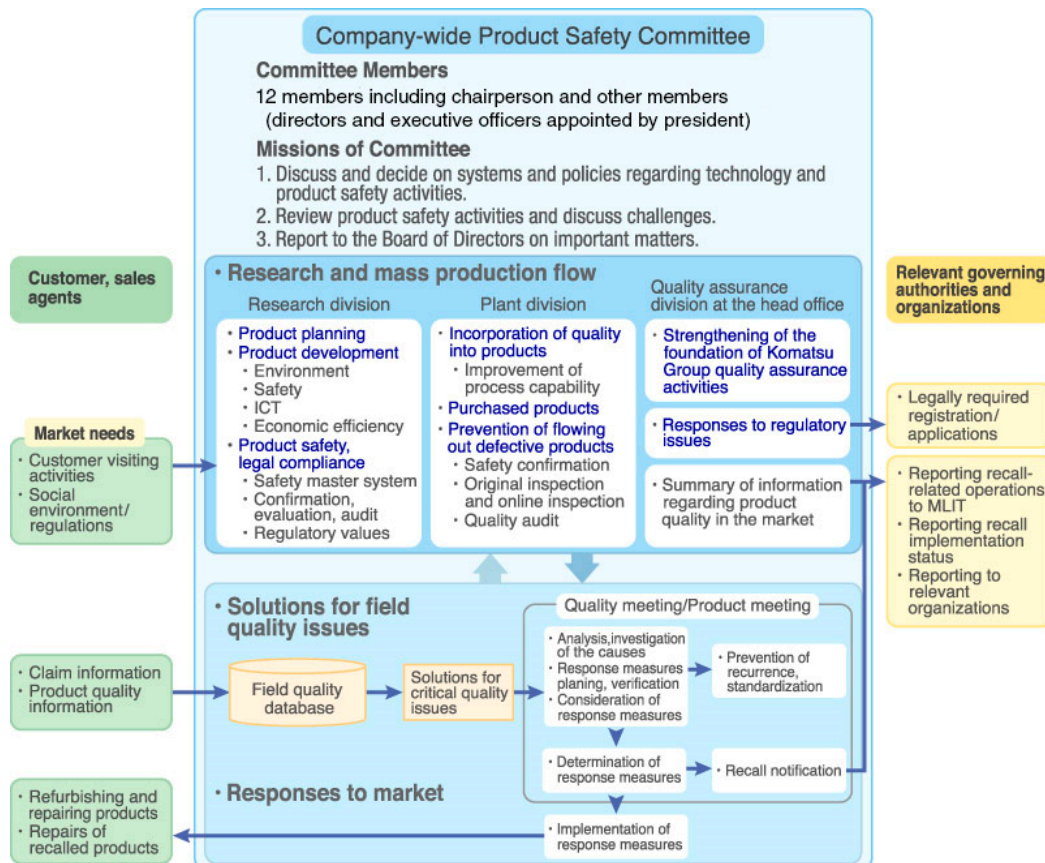 Company-wide Product Safety Committee
Committee Members
12 members including chairperson and other members
(directors and executive officers appointed by president)
Missions of Committee
1. Discuss and decide on systems and policies regarding technology and
product safety activities.
2. Review product safety activities and discuss challenges.
3. Report to the Board of Directors on important matters.
Customer, sales
agents
Market needs
・Customer visiting
activities
・Social
environment/
regulations
・Claim information
・Product quality
information
・Refurbishing and
repairing products
・Repairs of
recalled products
・Research and mass production flow
Research division
・Product planning
・Product development
・Environment
・Safety
・ICT
・Economic efficiency
・Product safety,
legal compliance
・Safety master system
・Confirmation,
evaluation, audit
・Regulatory values
Plant division
・Incorporation of quality
into products
・Improvement of
process capability
・Purchased products
・Prevention of flowing
out defective products
・Safety confirmation
・Original inspection
and online inspection
・Quality audit
Quality assurance
division at the head office
・Strengthening of the
foundation of Komatsu
Group quality assurance
activities
・Responses to regulatory
issues
・Summary of information
regarding product
quality in the market
・Solutions for field
quality issues
Field quality
database
Solutions for
critical quality
issues
Quality meeting/Product meeting
・Analysis,investigation
of the causes
・Response measures
planing, verification
・Consideration of
response measures
・Prevention of
recurrence,
standardization
・Determination of
response measures
・Recall notification
・Responses to market
・Implementation of
response measures
Relevant governing
authorities and
organizations
・Legally required
registration/
applications
・Reporting recall-
related operations
to MLIT
・Reporting recall
implementation
status
・Reporting to
relevant
organizations